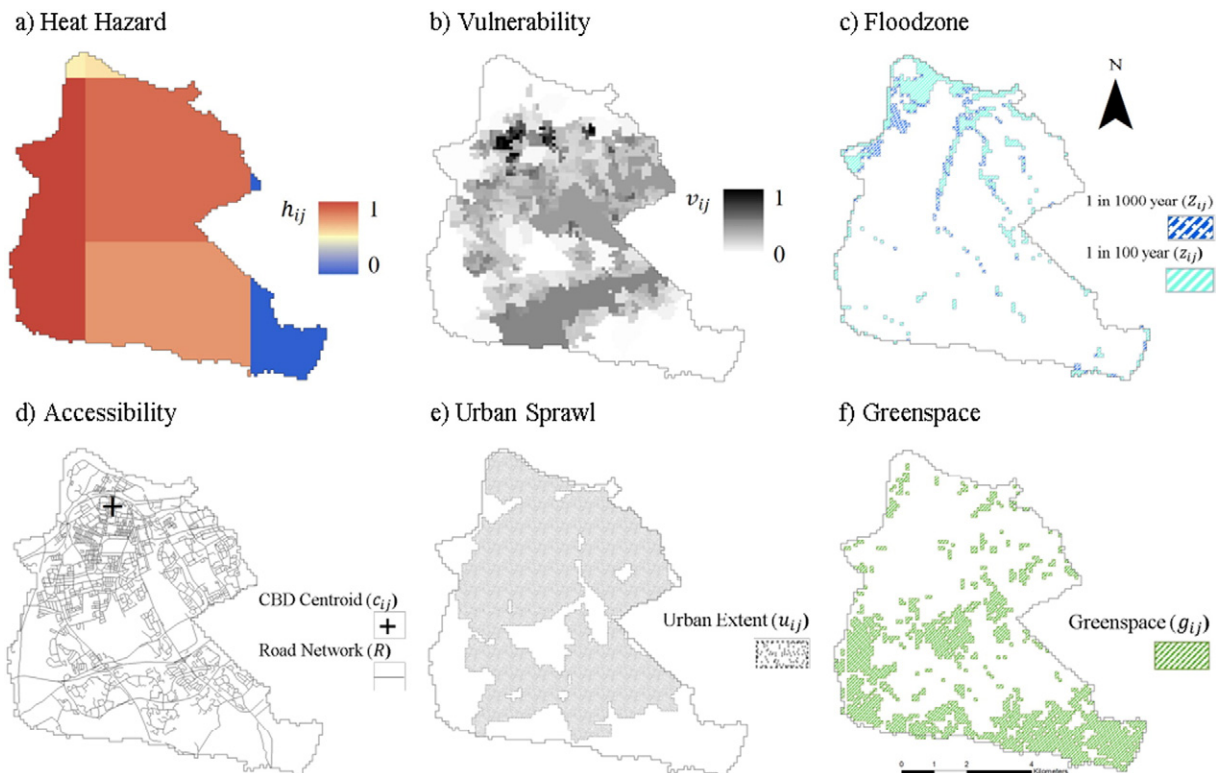 a) Heat Hazard
b) Vulnerability
c) Floodzone
N
h_ij
1
0
v_ij
1
0
1 in 1000 year (Z_ij)
1 in 100 year (z_ij)
d) Accessibility
e) Urban Sprawl
f) Greenspace
CBD Centroid (c_ij)
Road Network (R)
Urban Extent (u_ij)
Greenspace (g_ij)
0 1 2 4
Kilometers